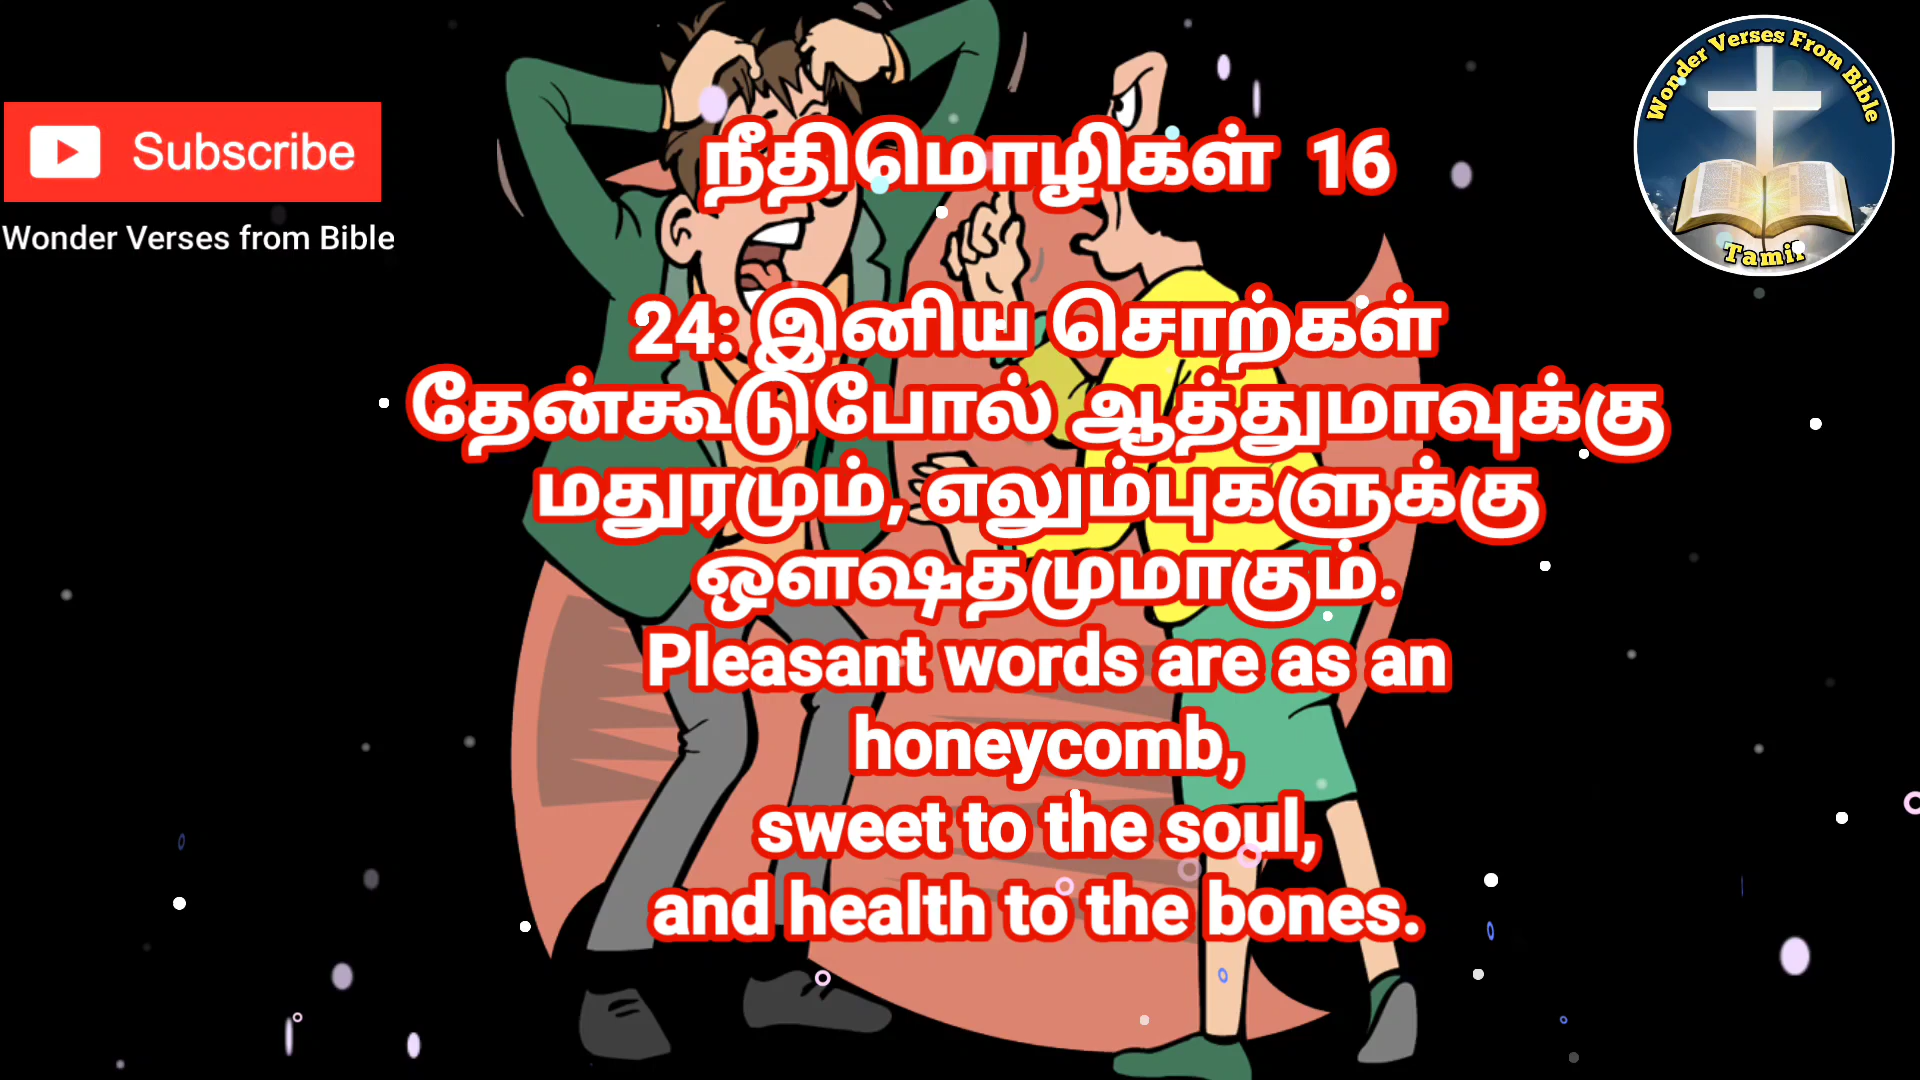 Subscribe
Wonder Verses from Bible
Wonder Verses From Bible
Tamil
நீதிமொழிகள் 16
24: இனிய சொற்கள்
தேன்கூடுபோல் ஆத்துமாவுக்கு
மதுரமும், எலும்புகளுக்கு
ஔஷதமுமாகும்.
Pleasant words are as an
honeycomb,
sweet to the soul,
and health to the bones.